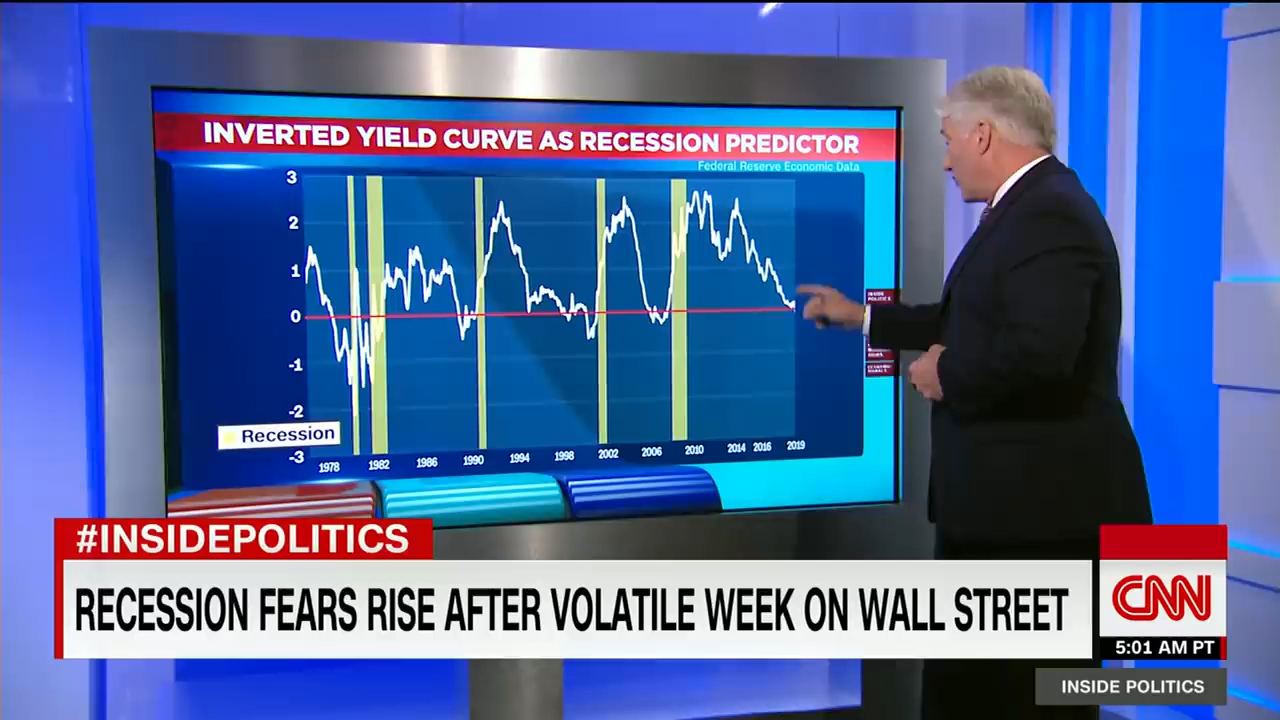 INVERTED YIELD CURVE AS RECESSION PREDICTOR
Federal Reserve Economic Data
3
2
1
0
-1
-2
-3
Recession
1978 1982 1986 1990 1994 1998 2002 2006 2010 2014 2016 2019
INSIDE
POLITICS
#INSIDEPOLITICS
RECESSION FEARS RISE AFTER VOLATILE WEEK ON WALL STREET
CNN
5:01 AM PT
INSIDE POLITICS